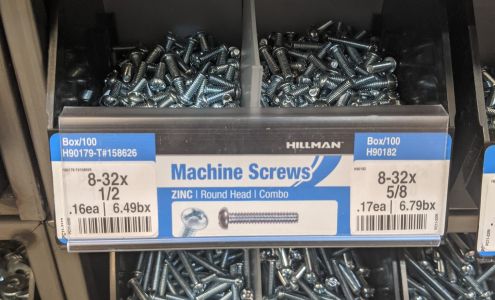 Box/100
H90179-T#158626
8-32x
1/2
.16ea | 6.49bx
HILLMAN
Machine Screws
ZINC | Round Head | Combo
Box/100
H90182
8-32x
5/8
.17ea | 6.79bx